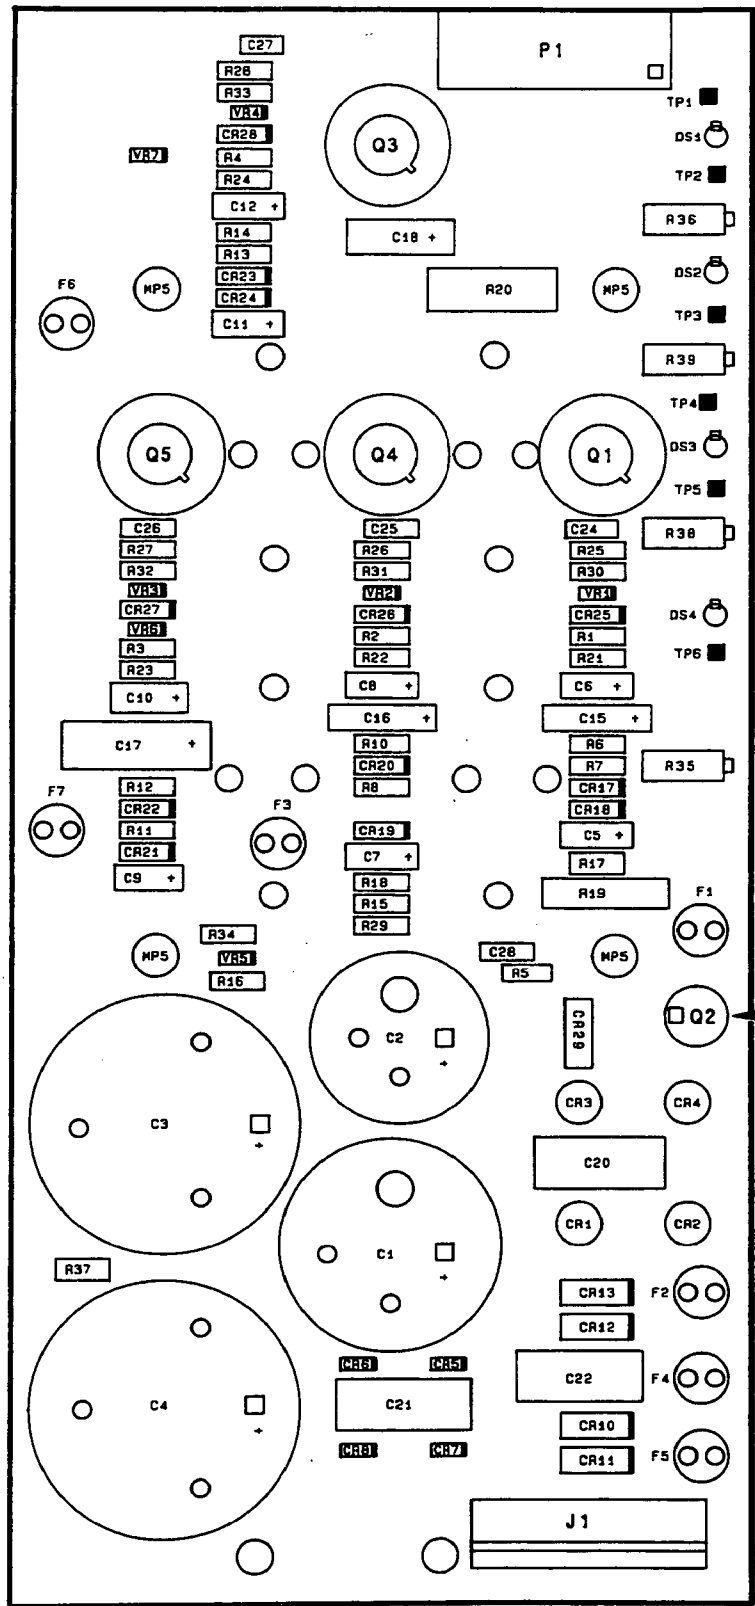 C27
P1
R28
R33
VR4
CR28
VR7
R4
R24
C12 +
R14
R13
CR23
CR24
C11 +
Q3
C18 +
R20
MP5
MP5
F6
TP1
DS1
TP2
R36
DS2
TP3
R39
TP4
DS3
TP5
R38
DS4
TP6
R35
Q5
Q4
Q1
C26
R27
R32
VR3
CR27
VR6
R3
R23
C10 +
C17 +
R12
CR22
R11
CR21
C9 +
F7
F3
C25
R26
R31
VR2
CR26
R2
R22
C8 +
C16 +
R10
CR20
R8
CR19
C7 +
R18
R15
R29
C24
R25
R30
VR1
CR25
R1
R21
C6 +
C15 +
R6
R7
CR17
CR18
C5 +
R17
R19
F1
R34
MP5
VR5
R16
C28
R5
MP5
C2
+
CR29
Q2
C3
+
CR3
CR4
C20
C1
+
CR1
CR2
R37
CR13
F2
CR12
C4
+
CR6
CR5
C21
C22
F4
CR8
CR7
CR10
CR11
F5
J1